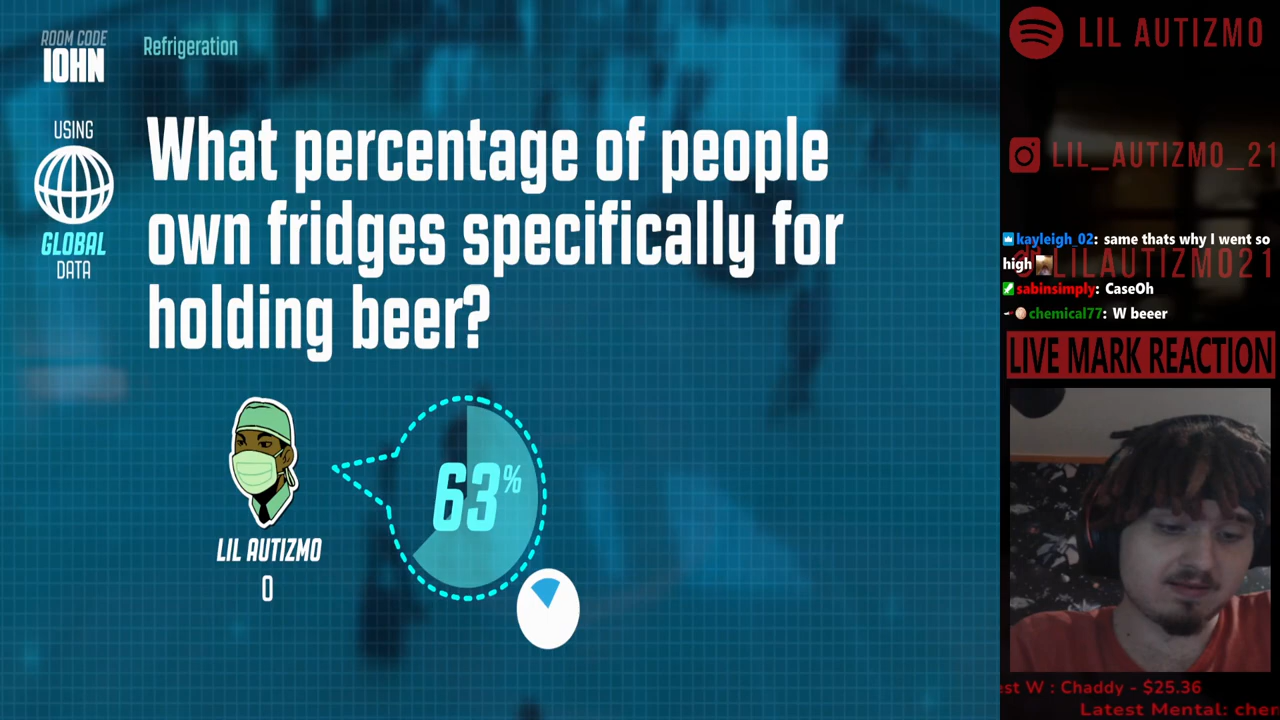 ROOM CODE
IOHN
Refrigeration
USING
GLOBAL
DATA
What percentage of people
own fridges specifically for
holding beer?
63%
LIL AUTIZMO
0
LIL AUTIZMO
LIL_AUTIZMO_21
kayleigh_02: same thats why I went so
high
LILAUTIZMO21
sabinsimply: CaseOh
chemical77: W beeer
LIVE MARK REACTION
est W : Chaddy - $25.36
Latest Mental: cher